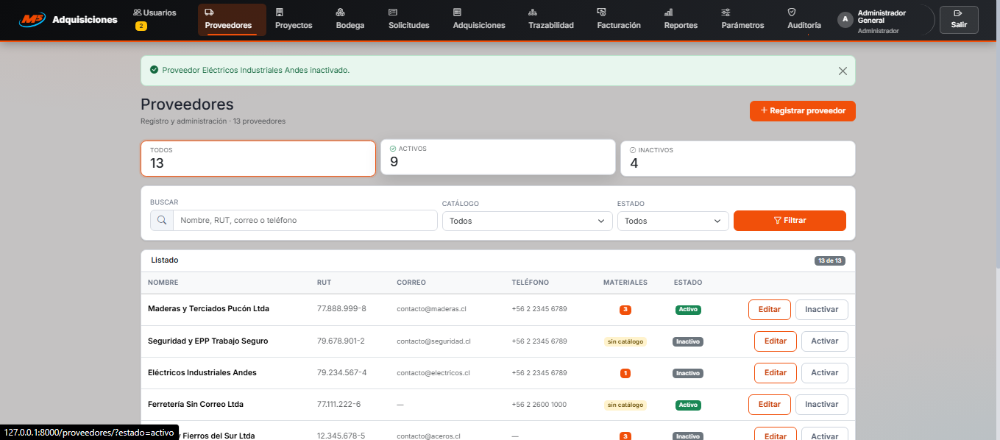 M5 Adquisiciones
Usuarios
2
Proveedores
Proyectos
Bodega
Solicitudes
Adquisiciones
Trazabilidad
Facturación
Reportes
Parámetros
Auditoría
A
Administrador General
Administrador
Salir
Proveedor Eléctricos Industriales Andes inactivado.
Proveedores
Registro y administración · 13 proveedores
+ Registrar proveedor
TODOS
13
ACTIVOS
9
INACTIVOS
4
BUSCAR
Nombre, RUT, correo o teléfono
CATÁLOGO
Todos
ESTADO
Todos
Filtrar
Listado
13 de 13
NOMBRE RUT CORREO TELÉFONO MATERIALES ESTADO
Maderas y Terciados Pucón Ltda 77.888.999-8 contacto@maderas.cl +56 2 2345 6789 3 Activo Editar Inactivar
Seguridad y EPP Trabajo Seguro 79.678.901-2 contacto@seguridad.cl +56 2 2345 6789 sin catálogo Inactivo Editar Activar
Eléctricos Industriales Andes 79.234.567-4 contacto@electricos.cl +56 2 2345 6789 1 Inactivo Editar Activar
Ferretería Sin Correo Ltda 77.111.222-6 — +56 2 2600 1000 sin catálogo Activo Editar Inactivar
y Fierros del Sur Ltda 12.345.678-5 contacto@aceros.cl — 3 Inactivo Editar Activar
127.0.0.1:8000/proveedores/?estado=activo